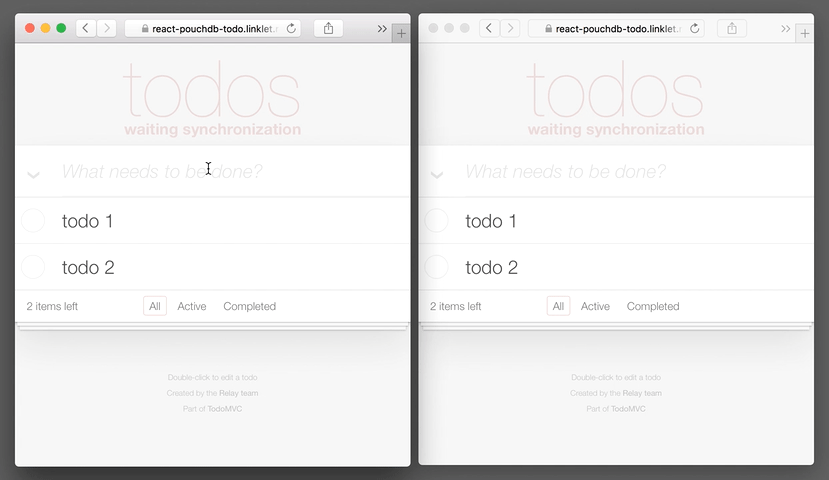 react-pouchdb-todo.linklet.
todos
waiting synchronization
What needs to be done?
todo 1
todo 2
2 items left
All
Active
Completed
Double-click to edit a todo
Created by the Relay team
Part of TodoMVC
react-pouchdb-todo.linklet.
todos
waiting synchronization
What needs to be done?
todo 1
todo 2
2 items left
All
Active
Completed
Double-click to edit a todo
Created by the Relay team
Part of TodoMVC